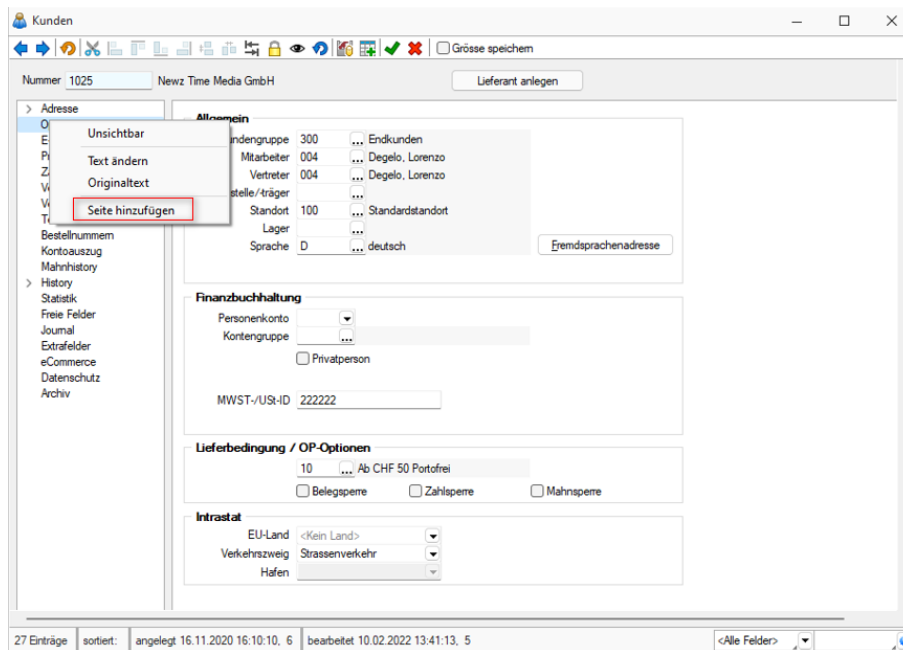 Kunden
Grösse speichern
Nummer 1025 Newz Time Media GmbH Lieferant anlegen
> Adresse
Unsichtbar
Text ändern
Originaltext
Seite hinzufügen
Bestellnummern
Kontoauszug
Mahnhistory
> History
Statistik
Freie Felder
Journal
Extrafelder
eCommerce
Datenschutz
Archiv
Allgemein
300 ... Endkunden
Mitarbeiter 004 ... Degelo, Lorenzo
Vertreter 004 ... Degelo, Lorenzo
...
Standort 100 ... Standardstandort
Lager ...
Sprache D ... deutsch Fremdsprachenadresse
Finanzbuchhaltung
Personenkonto
Kontengruppe ...
Privatperson
MWST-/USt-ID 222222
Lieferbedingung / OP-Optionen
10 ... Ab CHF 50 Portofrei
Belegsperre Zahlsperre Mahnsperre
Intrastat
EU-Land <Kein Land>
Verkehrszweig Strassenverkehr
Hafen
27 Einträge sortiert: angelegt 16.11.2020 16:10:10, 6 bearbeitet 10.02.2022 13:41:13, 5 <Alle Felder>